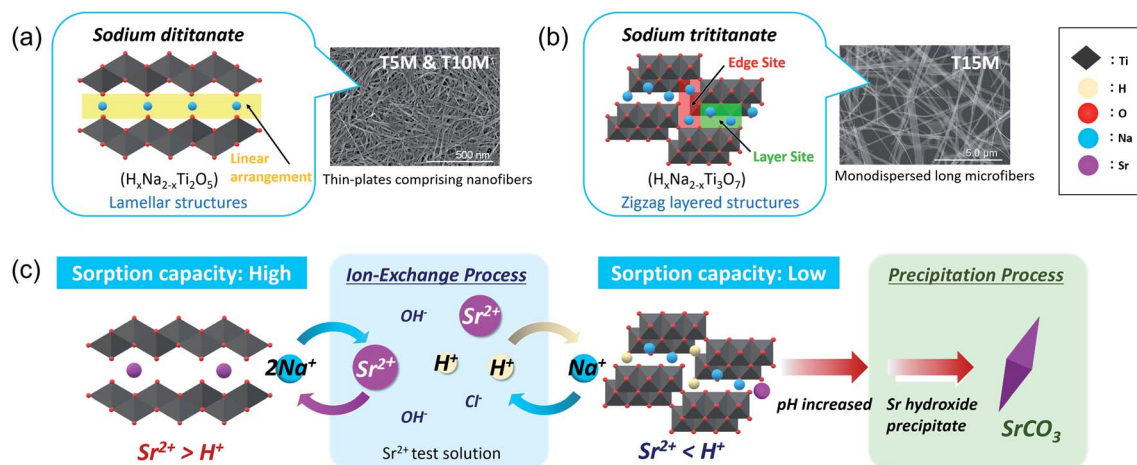 (a)
Sodium dititanate
T5M & T10M
Linear
arrangement
500 nm
(HₓNa₂₋ₓTi₂O₅)
Lamellar structures
Thin-plates comprising nanofibers
(b)
Sodium trititanate
T15M
Edge Site
Layer Site
5.0 μm
(HₓNa₂₋ₓTi₃O₇)
Zigzag layered structures
Monodispersed long microfibers
: Ti
: H
: O
: Na
: Sr
(c)
Sorption capacity: High
Ion-Exchange Process
Sorption capacity: Low
Precipitation Process
OH⁻
Sr²⁺
2Na⁺
Sr²⁺
H⁺
H⁺
Na⁺
Cl⁻
OH⁻
pH increased
Sr hydroxide
precipitate
SrCO₃
Sr²⁺ > H⁺
Sr²⁺ test solution
Sr²⁺ < H⁺